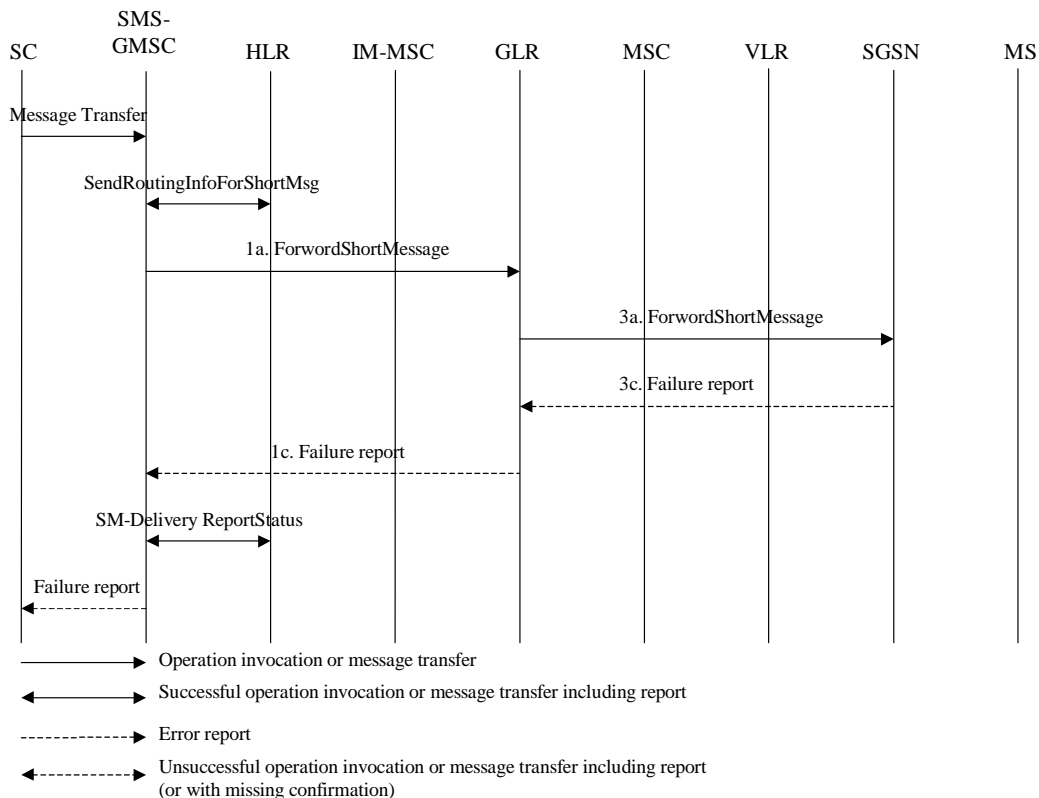 SC
SMS-
GMSC
HLR
IM-MSC
GLR
MSC
VLR
SGSN
MS
Message Transfer
SendRoutingInfoForShortMsg
1a. ForwordShortMessage
3a. ForwordShortMessage
3c. Failure report
1c. Failure report
SM-Delivery ReportStatus
Failure report
Operation invocation or message transfer
Successful operation invocation or message transfer including report
Error report
Unsuccessful operation invocation or message transfer including report
(or with missing confirmation)